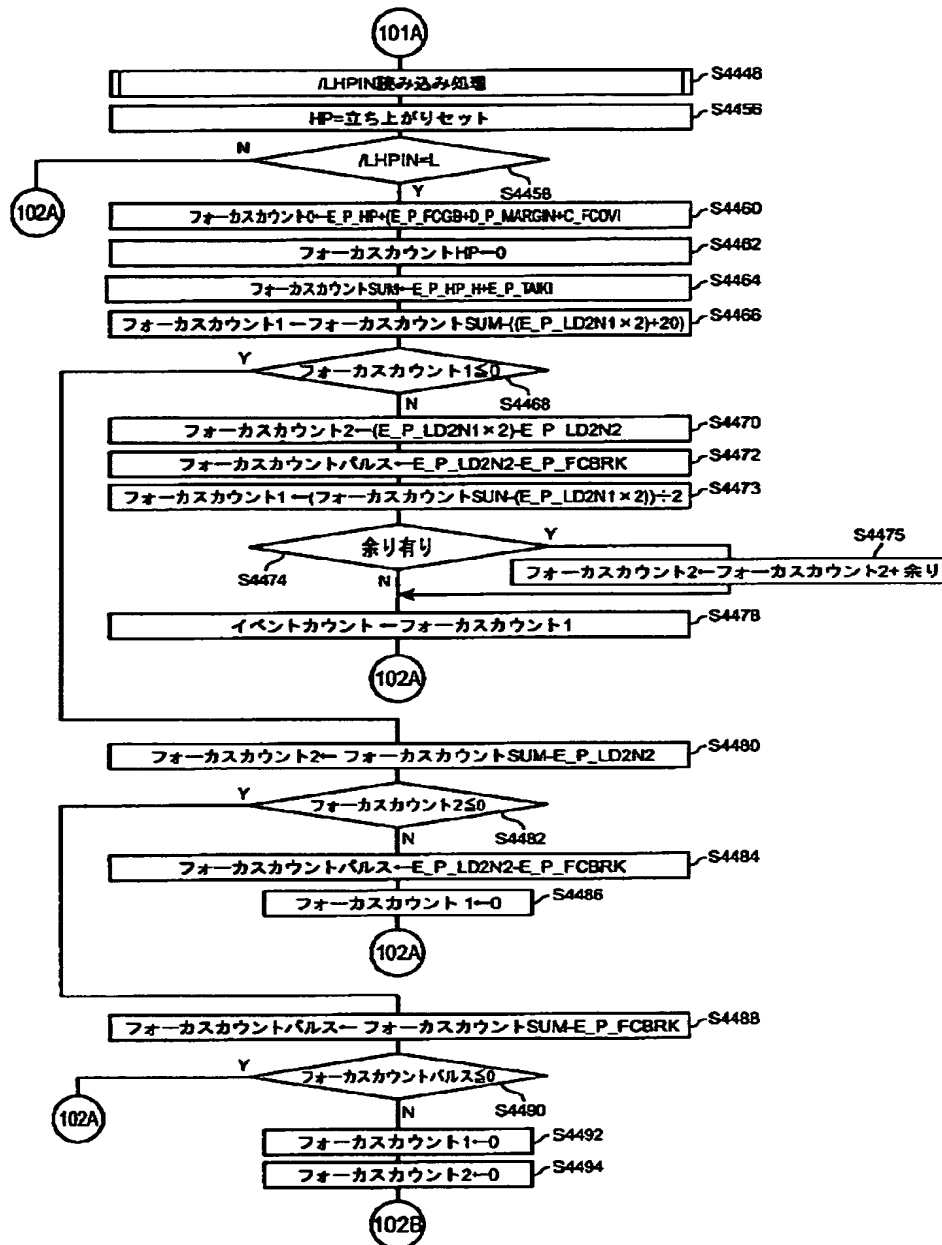 101A
/LHPIN読み込み処理
S4448
HP=立ち上がりセット
S4456
N
/LHPIN=L
S4458
102A
Y
フォーカスカウント0←E_P_HP+(E_P_FCGB+D_P_MARGIN+C_FCOV)
S4460
フォーカスカウントHP←0
S4462
フォーカスカウントSUM←E_P_HP_H+E_P_TAIKI
S4464
フォーカスカウント1←フォーカスカウントSUM-((E_P_LD2N1×2)+20)
S4466
Y
フォーカスカウント1≦0
S4468
N
フォーカスカウント2←(E_P_LD2N1×2)-E_P_LD2N2
S4470
フォーカスカウントパルス←E_P_LD2N2-E_P_FCBRK
S4472
フォーカスカウント1←(フォーカスカウントSUN-(E_P_LD2N1×2))÷2
S4473
余り有り
Y
S4475
S4474
N
フォーカスカウント2←フォーカスカウント2+余り
イベントカウント←フォーカスカウント1
S4478
102A
フォーカスカウント2←フォーカスカウントSUM-E_P_LD2N2
S4480
Y
フォーカスカウント2≦0
S4482
N
フォーカスカウントパルス←E_P_LD2N2-E_P_FCBRK
S4484
フォーカスカウント1←0
S4486
102A
フォーカスカウントパルス←フォーカスカウントSUM-E_P_FCBRK
S4488
Y
フォーカスカウントパルス≦0
S4490
102A
N
フォーカスカウント1←0
S4492
フォーカスカウント2←0
S4494
102B